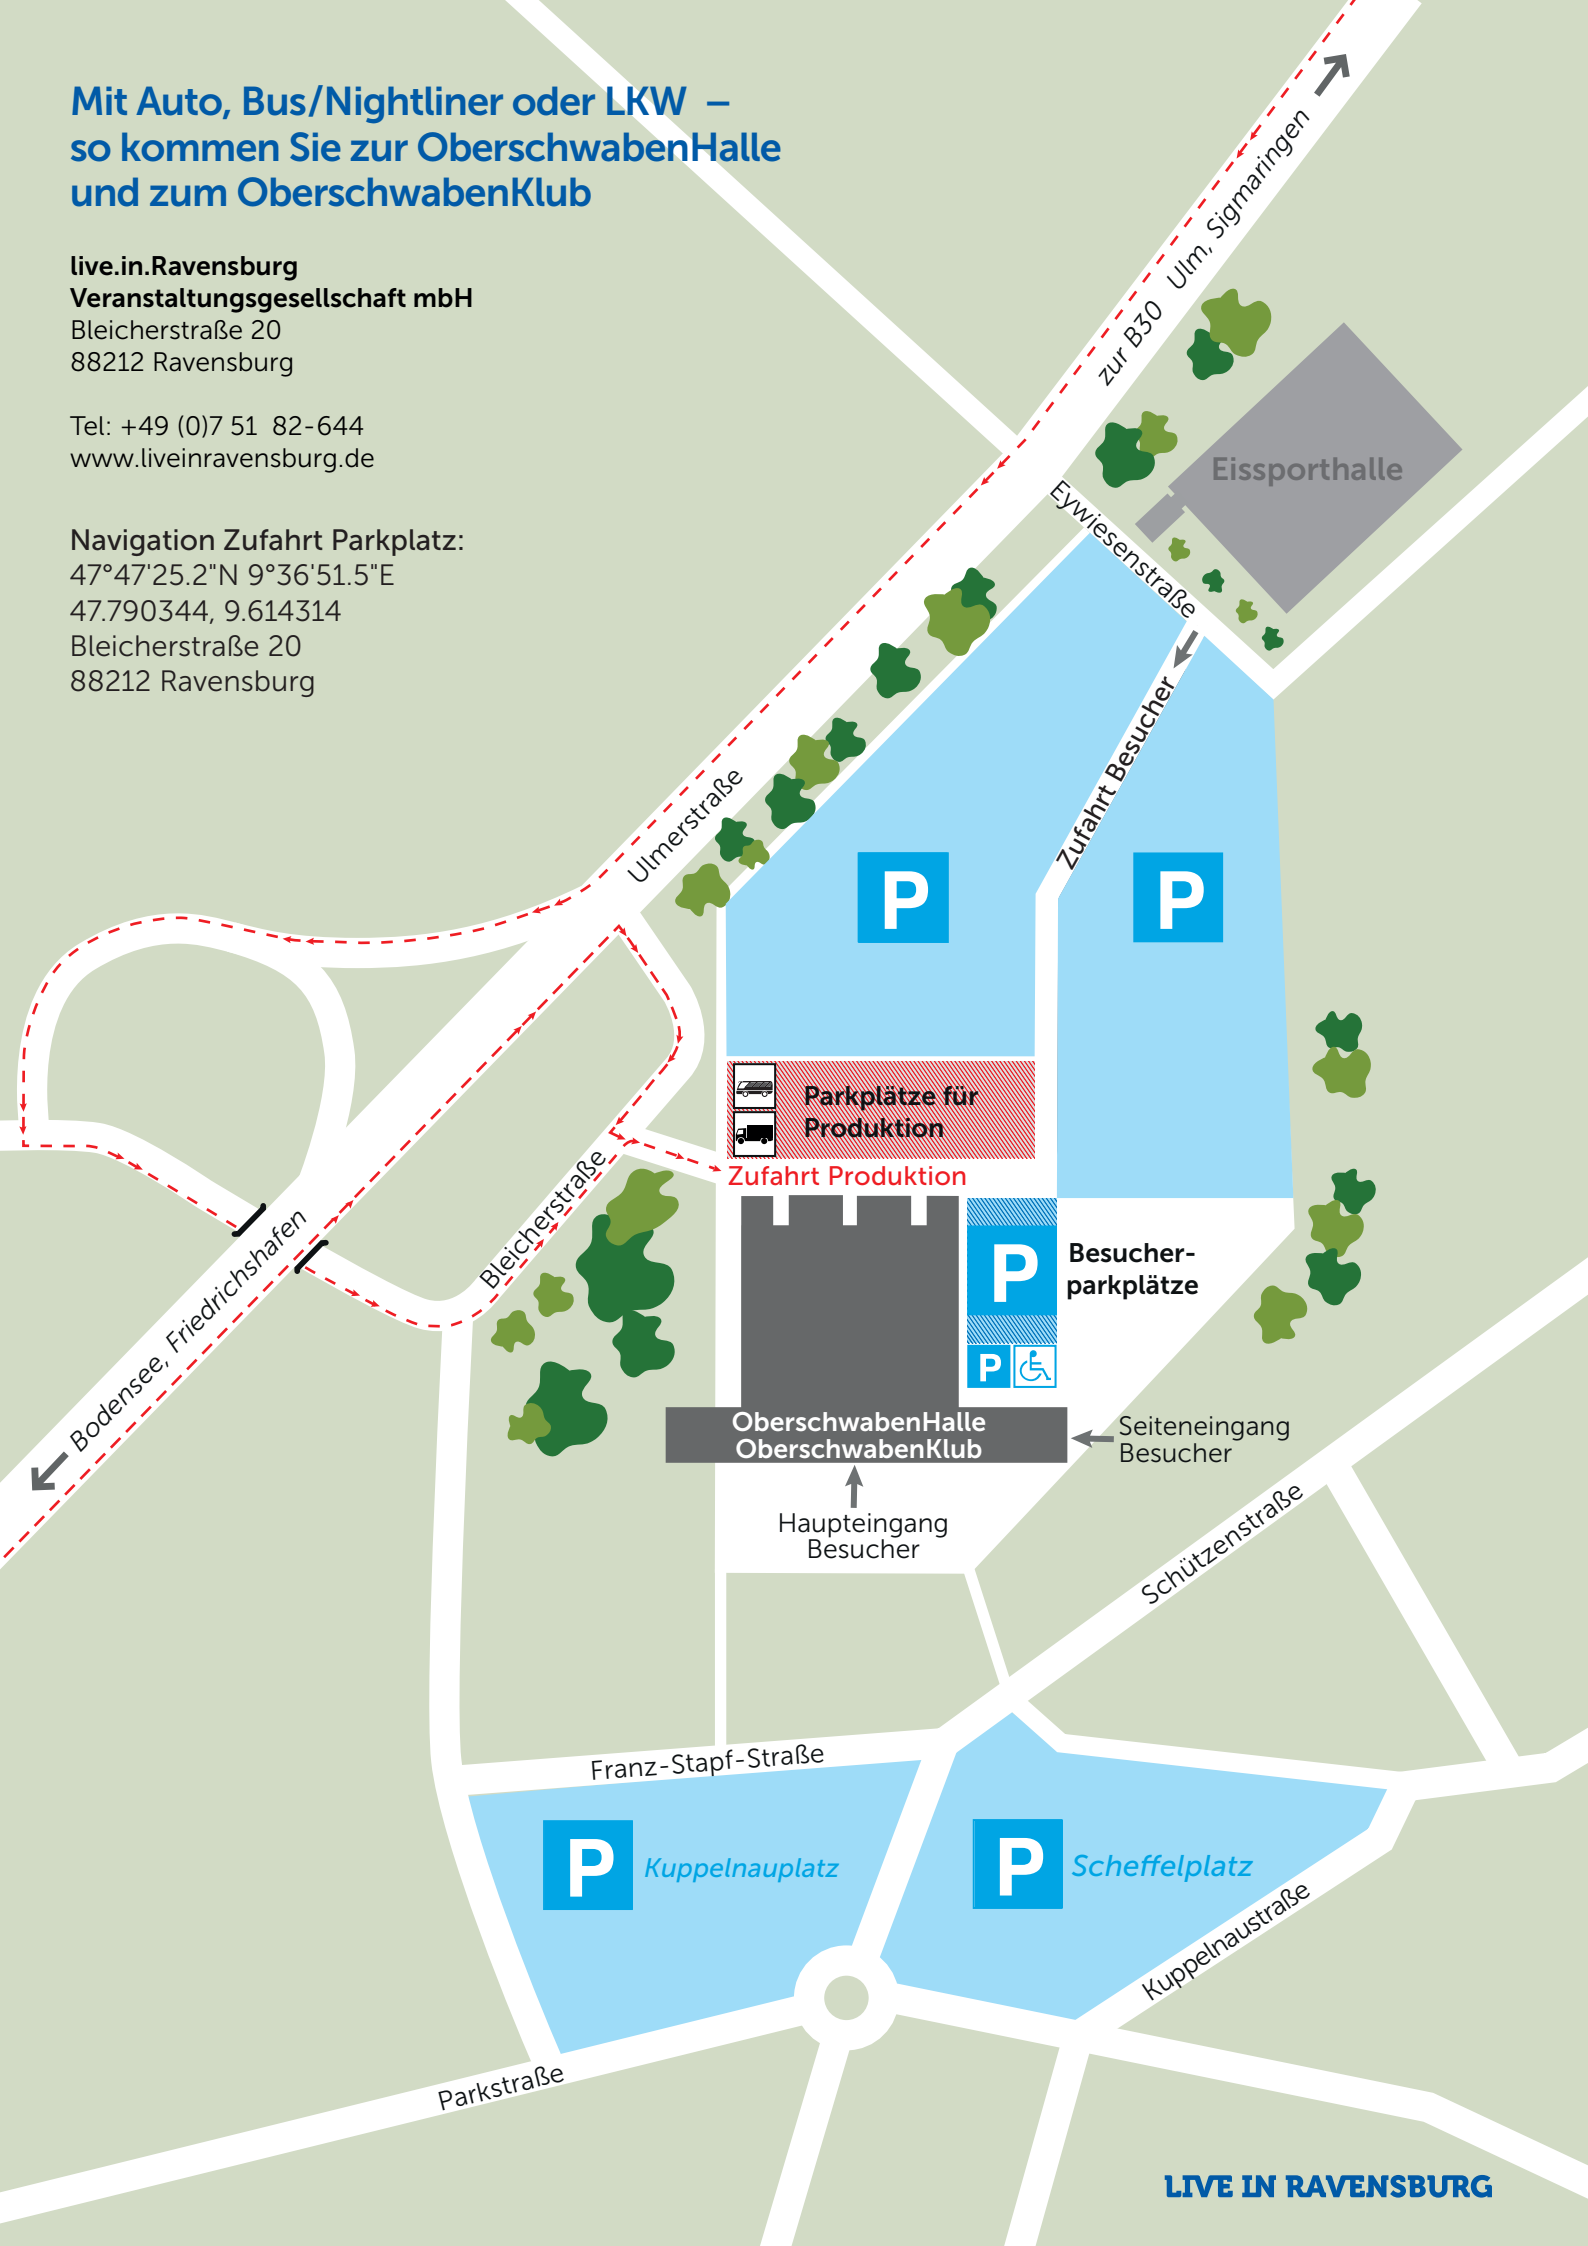 Mit Auto, Bus/Nightliner oder LKW –
so kommen Sie zur OberschwabenHalle
und zum OberschwabenKlub
live.in.Ravensburg
Veranstaltungsgesellschaft mbH
Bleicherstraße 20
88212 Ravensburg
Tel: +49 (0)7 51 82-644
www.liveinravensburg.de
Navigation Zufahrt Parkplatz:
47°47'25.2"N 9°36'51.5"E
47.790344, 9.614314
Bleicherstraße 20
88212 Ravensburg
zur B30 Ulm, Sigmaringen
Eissporthalle
Eywiesenstraße
Zufahrt Besucher
Ulmerstraße
P
P
Parkplätze für
Produktion
Zufahrt Produktion
Bleicherstraße
Bodensee, Friedrichshafen
P
Besucher-
parkplätze
P
OberschwabenHalle
OberschwabenKlub
Seiteneingang
Besucher
Haupteingang
Besucher
Schützenstraße
Franz-Stapf-Straße
P
Kuppelnauplatz
P
Scheffelplatz
Kuppelnaustraße
Parkstraße
LIVE IN RAVENSBURG